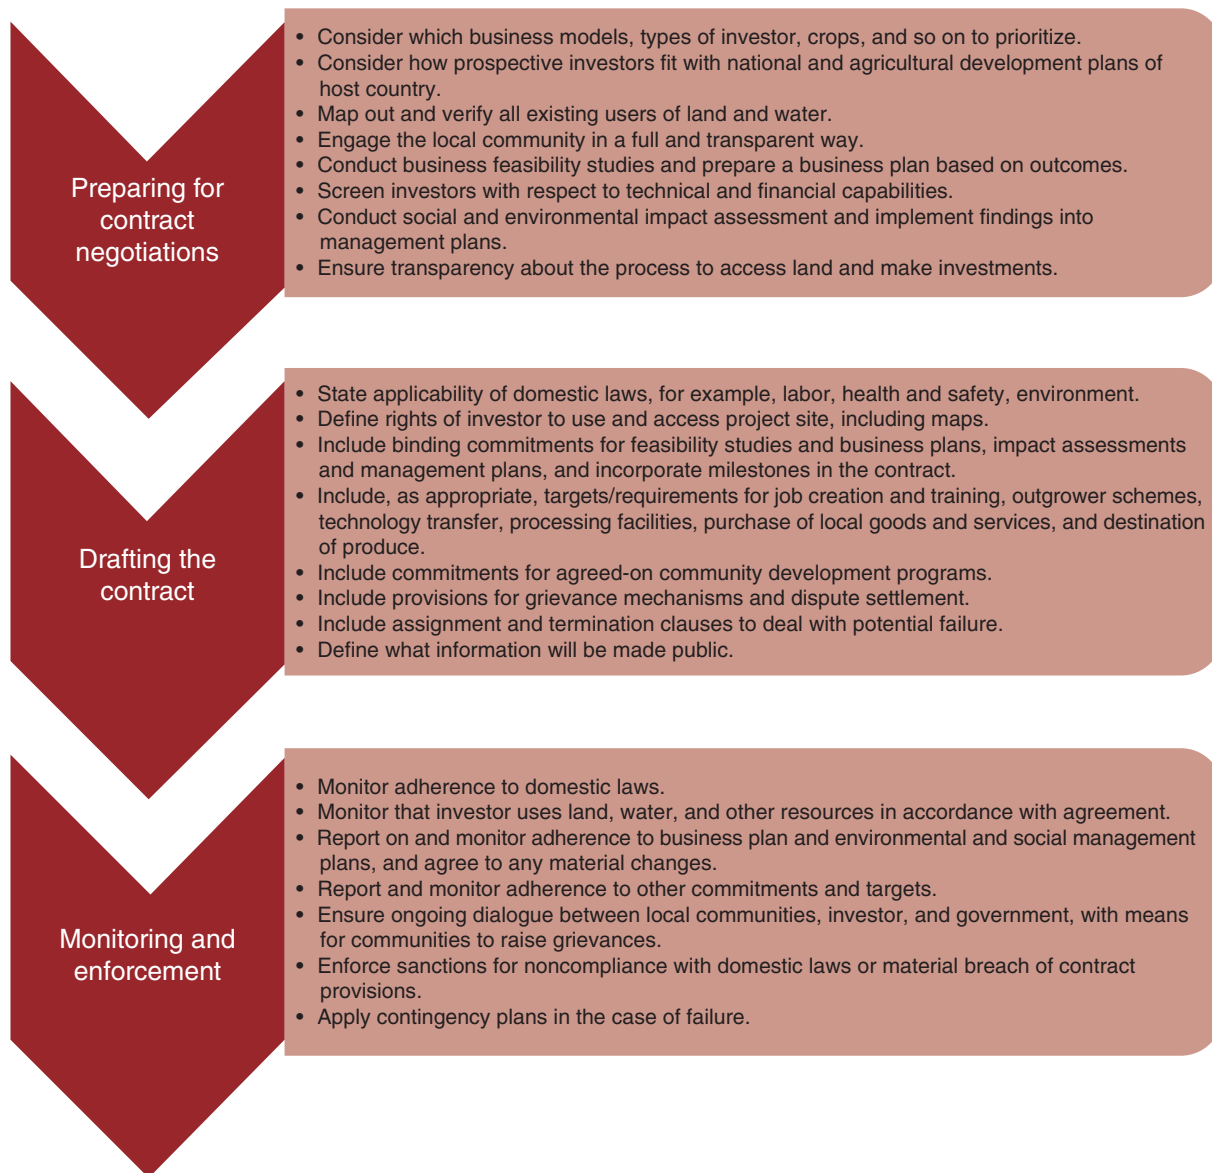 Preparing for
contract
negotiations
• Consider which business models, types of investor, crops, and so on to prioritize.
• Consider how prospective investors fit with national and agricultural development plans of
host country.
• Map out and verify all existing users of land and water.
• Engage the local community in a full and transparent way.
• Conduct business feasibility studies and prepare a business plan based on outcomes.
• Screen investors with respect to technical and financial capabilities.
• Conduct social and environmental impact assessment and implement findings into
management plans.
• Ensure transparency about the process to access land and make investments.
Drafting the
contract
• State applicability of domestic laws, for example, labor, health and safety, environment.
• Define rights of investor to use and access project site, including maps.
• Include binding commitments for feasibility studies and business plans, impact assessments
and management plans, and incorporate milestones in the contract.
• Include, as appropriate, targets/requirements for job creation and training, outgrower schemes,
technology transfer, processing facilities, purchase of local goods and services, and destination
of produce.
• Include commitments for agreed-on community development programs.
• Include provisions for grievance mechanisms and dispute settlement.
• Include assignment and termination clauses to deal with potential failure.
• Define what information will be made public.
Monitoring and
enforcement
• Monitor adherence to domestic laws.
• Monitor that investor uses land, water, and other resources in accordance with agreement.
• Report on and monitor adherence to business plan and environmental and social management
plans, and agree to any material changes.
• Report and monitor adherence to other commitments and targets.
• Ensure ongoing dialogue between local communities, investor, and government, with means
for communities to raise grievances.
• Enforce sanctions for noncompliance with domestic laws or material breach of contract
provisions.
• Apply contingency plans in the case of failure.